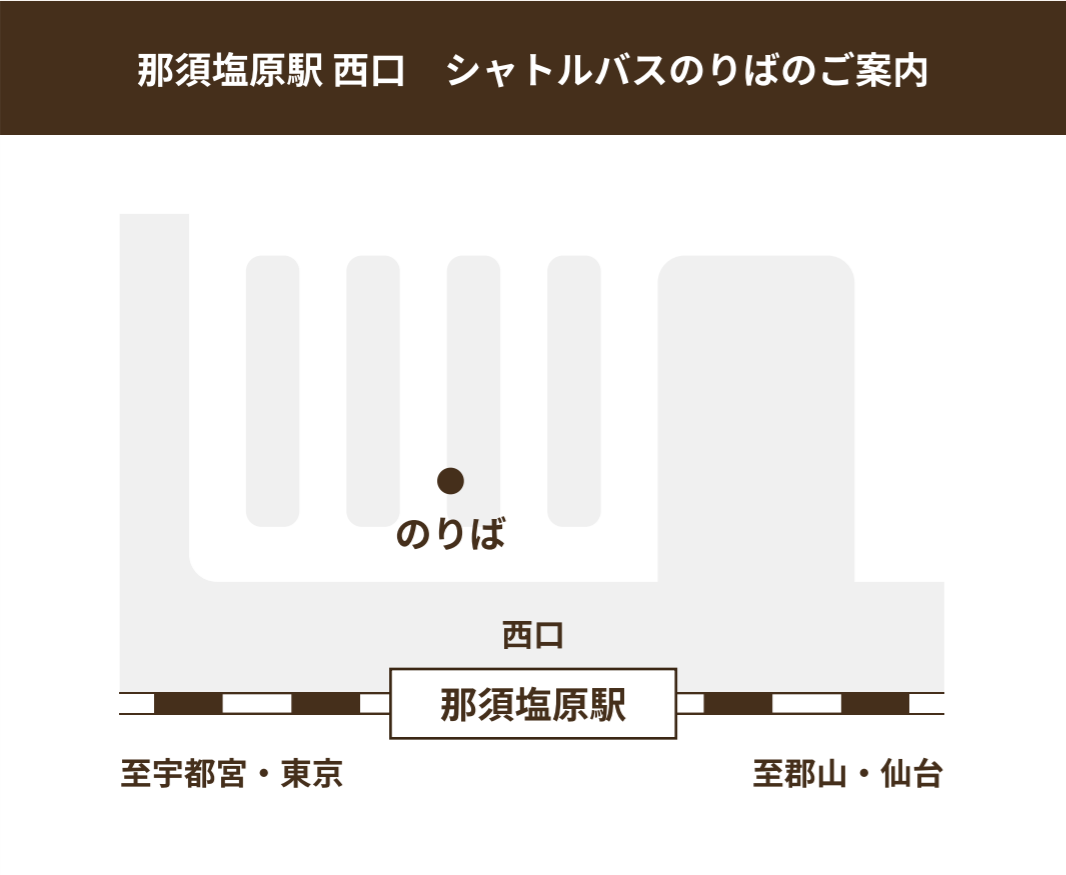 那須塩原駅 西口　シャトルバスのりばのご案内
のりば
西口
那須塩原駅
至宇都宮・東京
至郡山・仙台